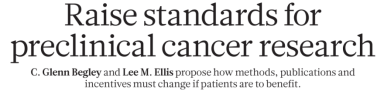 Raise standards for
preclinical cancer research
C. Glenn Begley and Lee M. Ellis propose how methods, publications and
incentives must change if patients are to benefit.